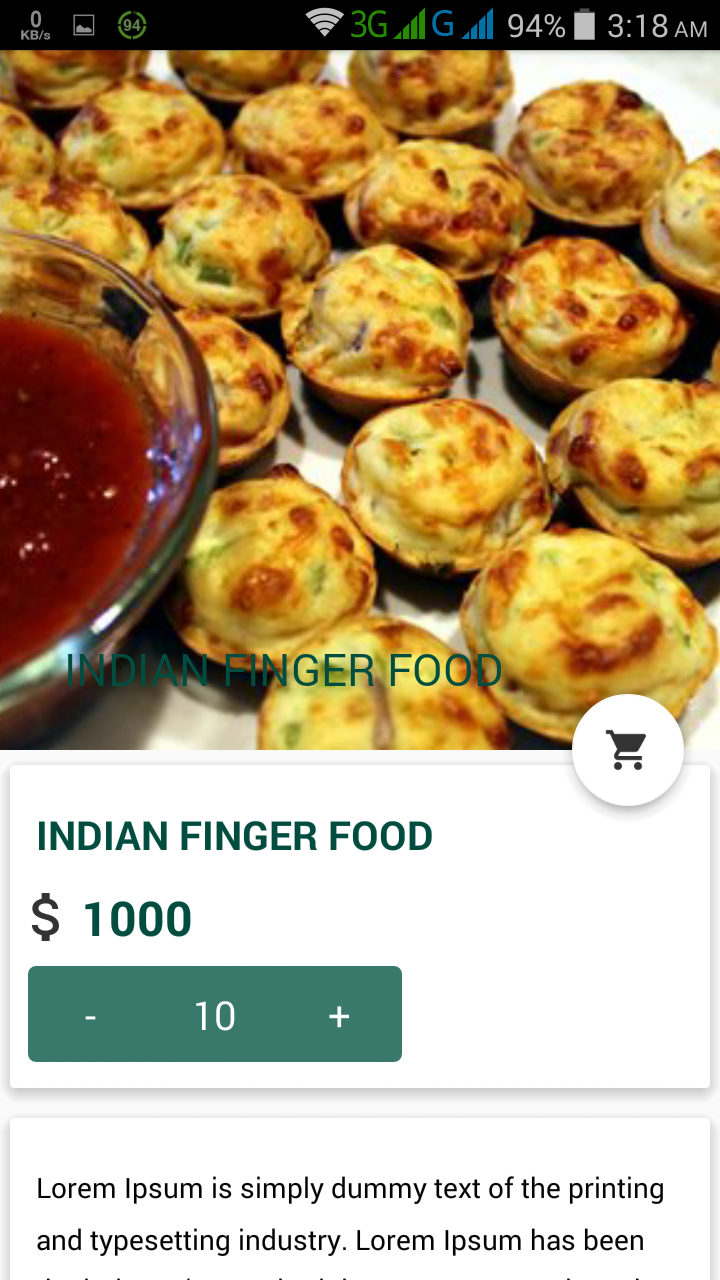 0
KB/s
94
3G
G
94%
3:18 AM
INDIAN FINGER FOOD
INDIAN FINGER FOOD
$ 1000
- 10 +
Lorem Ipsum is simply dummy text of the printing
and typesetting industry. Lorem Ipsum has been